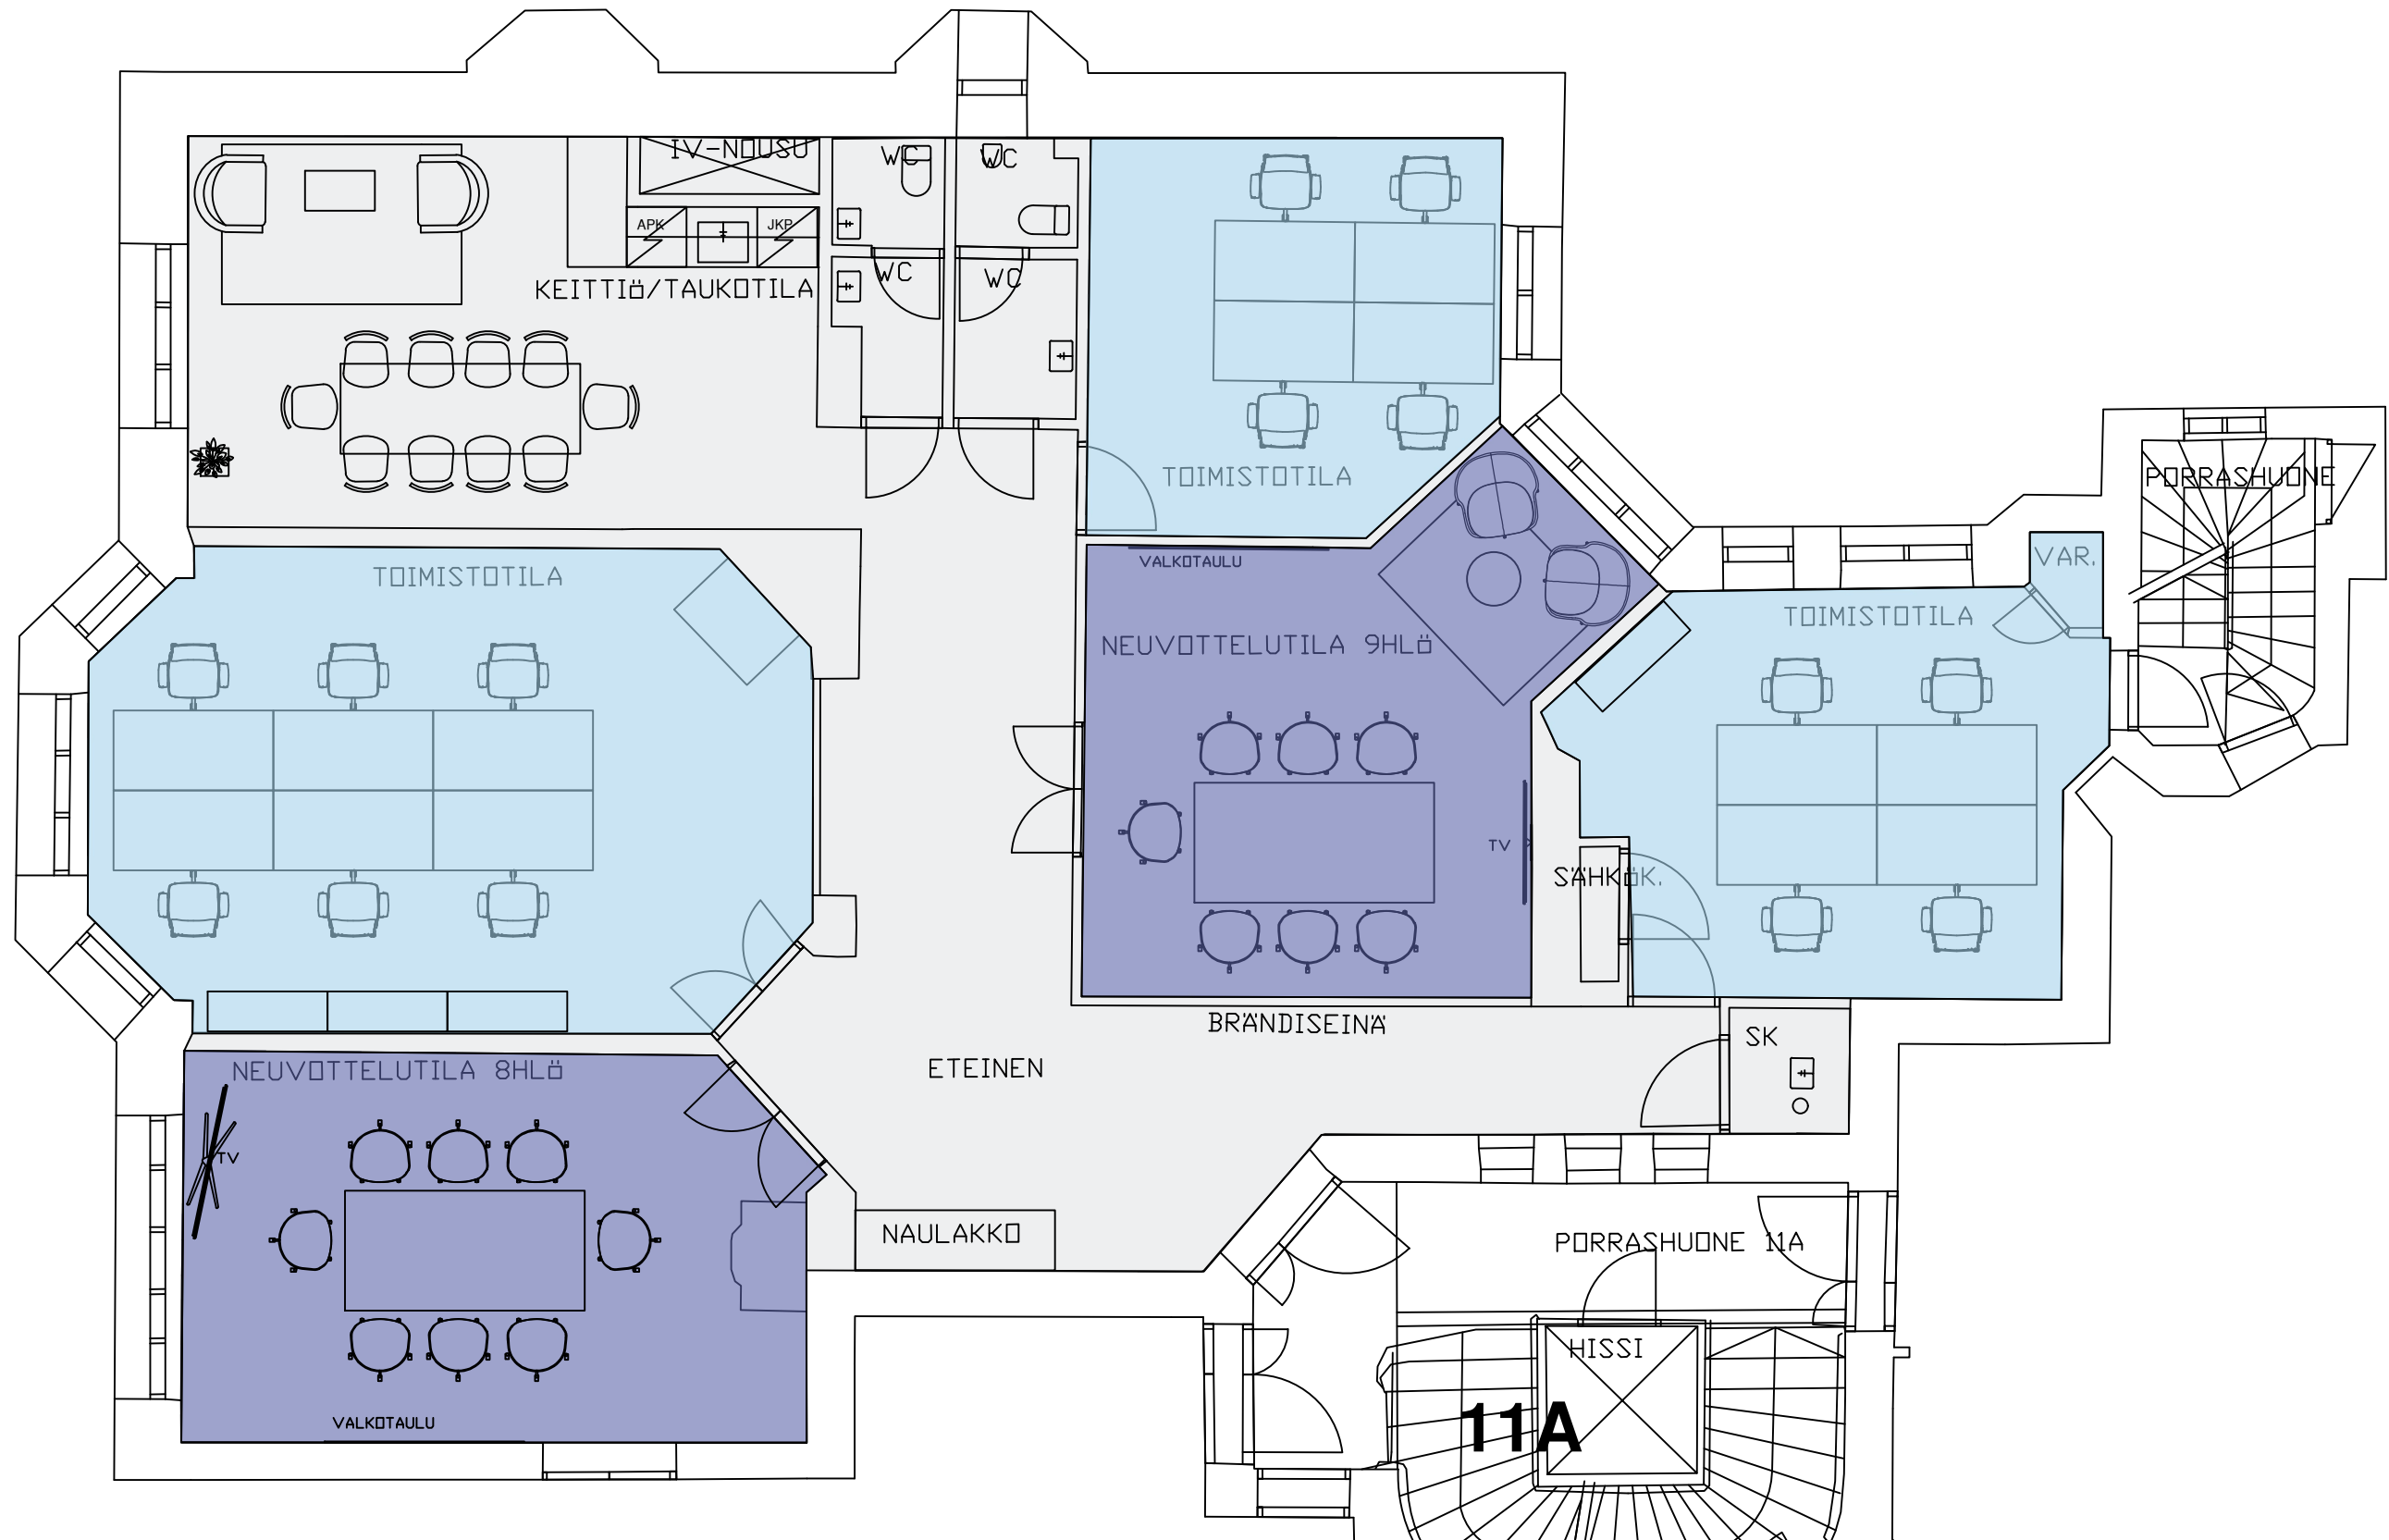 IV-NOUSU
WC
WC
APK
JKP
WC
WC
KEITTIÖ/TAUKOTILA
TOIMISTOTILA
PORRASHUONE
VALKOTAULU
VAR.
TOIMISTOTILA
TOIMISTOTILA
NEUVOTTELUTILA 9HLÖ
TV
SÄHKÖK.
BRÄNDISEINÄ
SK
ETEINEN
NEUVOTTELUTILA 8HLÖ
TV
NAULAKKO
PORRASHUONE 11A
HISSI
VALKOTAULU
11A